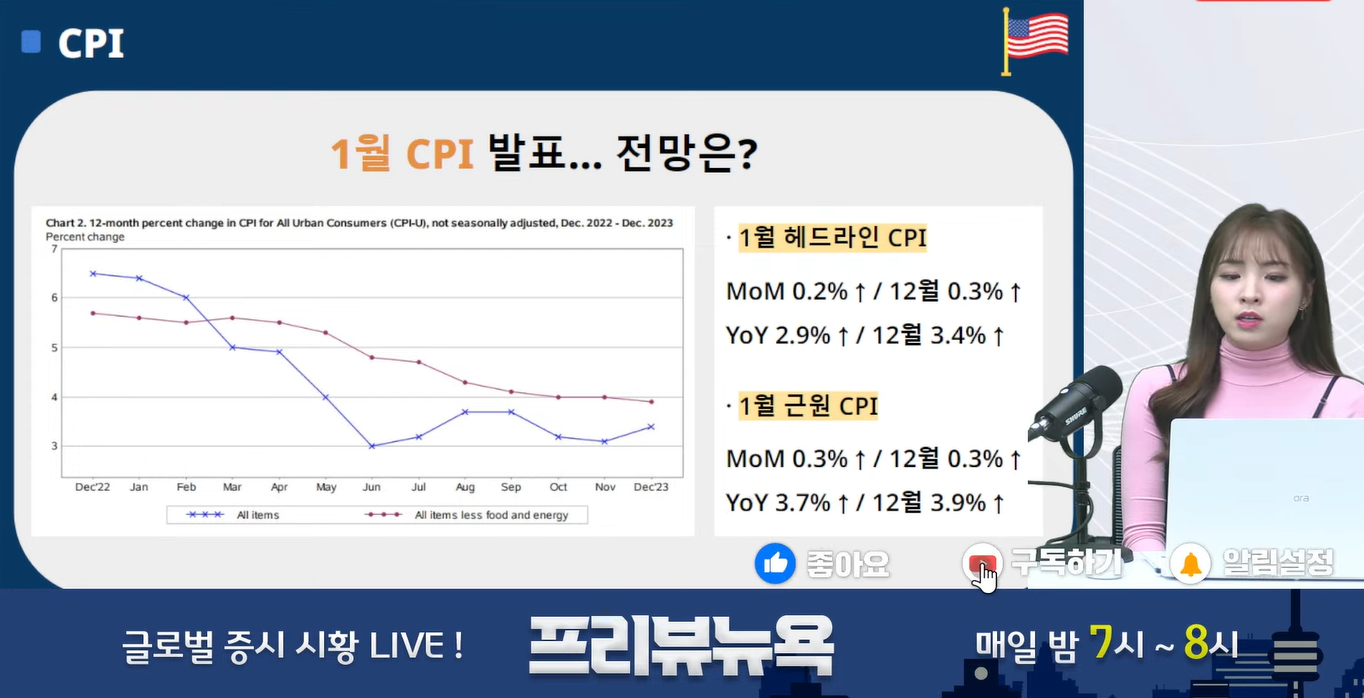 CPI
1월 CPI 발표... 전망은?
Chart 2. 12-month percent change in CPI for All Urban Consumers (CPI-U), not seasonally adjusted, Dec. 2022 - Dec. 2023
Percent change
7
6
5
4
3
Dec'22 Jan Feb Mar Apr May Jun Jul Aug Sep Oct Nov Dec'23
All items All items less food and energy
· 1월 헤드라인 CPI
MoM 0.2%↑/ 12월 0.3%↑
YoY 2.9%↑/ 12월 3.4%↑
· 1월 근원 CPI
MoM 0.3%↑/ 12월 0.3%↑
YoY 3.7%↑/ 12월 3.9%↑
SHURE
ora
좋아요 구독하기 알림설정
글로벌 증시 시황 LIVE !
프리뷰뉴욕
매일 밤 7시 ~ 8시